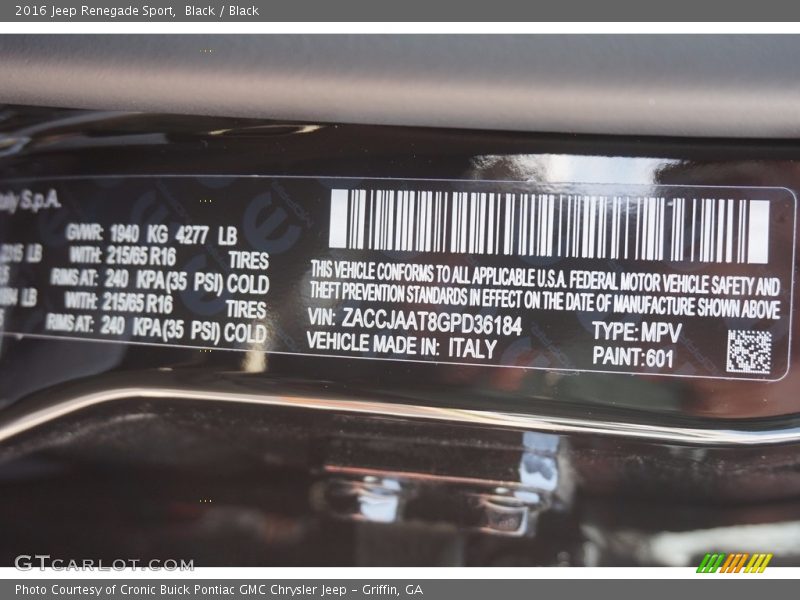 2016 Jeep Renegade Sport, Black / Black
S.p.A.
GVWR: 1940 KG 4277 LB
WITH: 215/65 R16 TIRES
RIMS AT: 240 KPA(35 PSI) COLD
WITH: 215/65 R16 TIRES
RIMS AT: 240 KPA(35 PSI) COLD
LB
LB
THIS VEHICLE CONFORMS TO ALL APPLICABLE U.S.A. FEDERAL MOTOR VEHICLE SAFETY AND
THEFT PREVENTION STANDARDS IN EFFECT ON THE DATE OF MANUFACTURE SHOWN ABOVE
VIN: ZACCJAAT8GPD36184 TYPE: MPV
VEHICLE MADE IN: ITALY PAINT: 601
GTCARLOT.COM
Photo Courtesy of Cronic Buick Pontiac GMC Chrysler Jeep - Griffin, GA